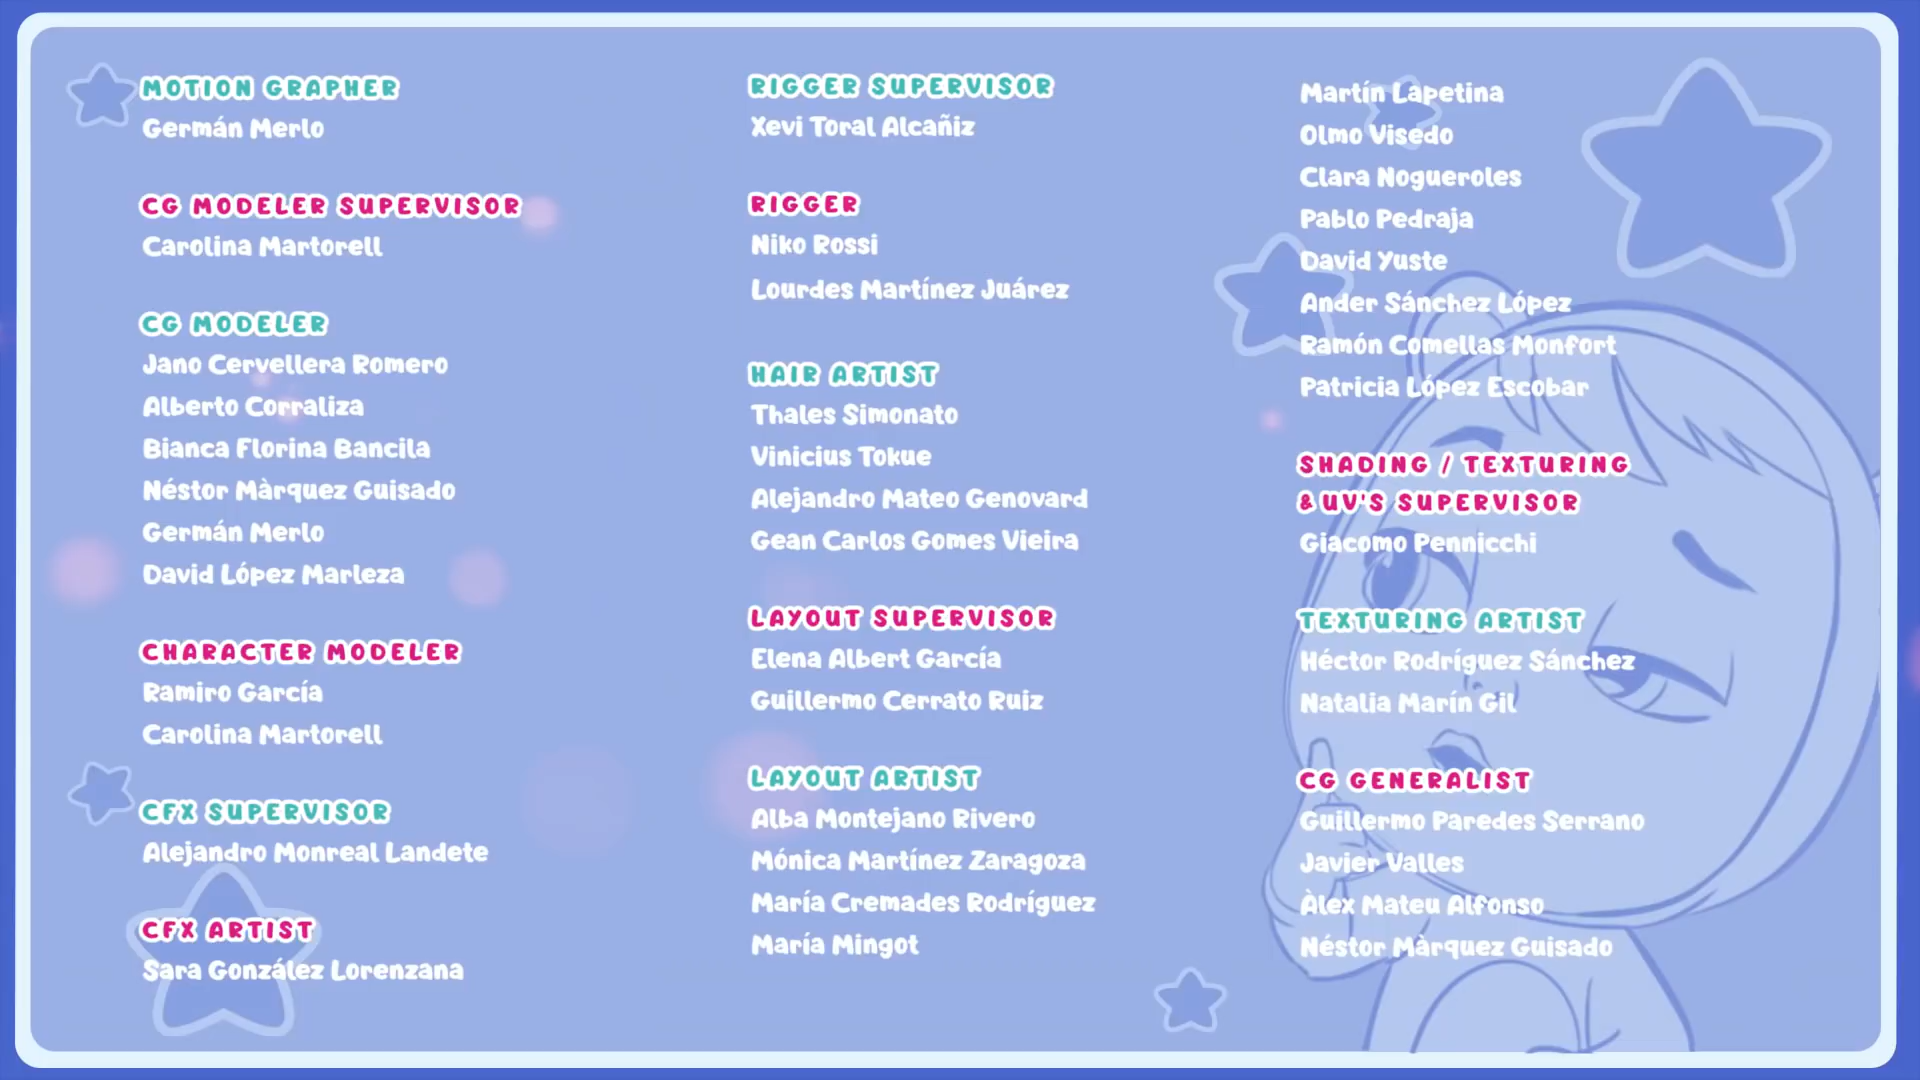 MOTION GRAPHER
Germán Merlo
CG MODELER SUPERVISOR
Carolina Martorell
CG MODELER
Jano Cervellera Romero
Alberto Corraliza
Bianca Florina Bancila
Néstor Màrquez Guisado
Germán Merlo
David López Marleza
CHARACTER MODELER
Ramiro García
Carolina Martorell
CFX SUPERVISOR
Alejandro Monreal Landete
CFX ARTIST
Sara González Lorenzana
RIGGER SUPERVISOR
Xevi Toral Alcañiz
RIGGER
Niko Rossi
Lourdes Martínez Juárez
HAIR ARTIST
Thales Simonato
Vinicius Tokue
Alejandro Mateo Genovard
Gean Carlos Gomes Vieira
LAYOUT SUPERVISOR
Elena Albert García
Guillermo Cerrato Ruiz
LAYOUT ARTIST
Alba Montejano Rivero
Mónica Martínez Zaragoza
María Cremades Rodríguez
María Mingot
Martín Lapetina
Olmo Visedo
Clara Nogueroles
Pablo Pedraja
David Yuste
Ander Sánchez López
Ramón Comellas Monfort
Patricia López Escobar
SHADING / TEXTURING
& UV'S SUPERVISOR
Giacomo Pennicchi
TEXTURING ARTIST
Héctor Rodríguez Sánchez
Natalia Marín Gil
CG GENERALIST
Guillermo Paredes Serrano
Javier Valles
Àlex Mateu Alfonso
Néstor Màrquez Guisado